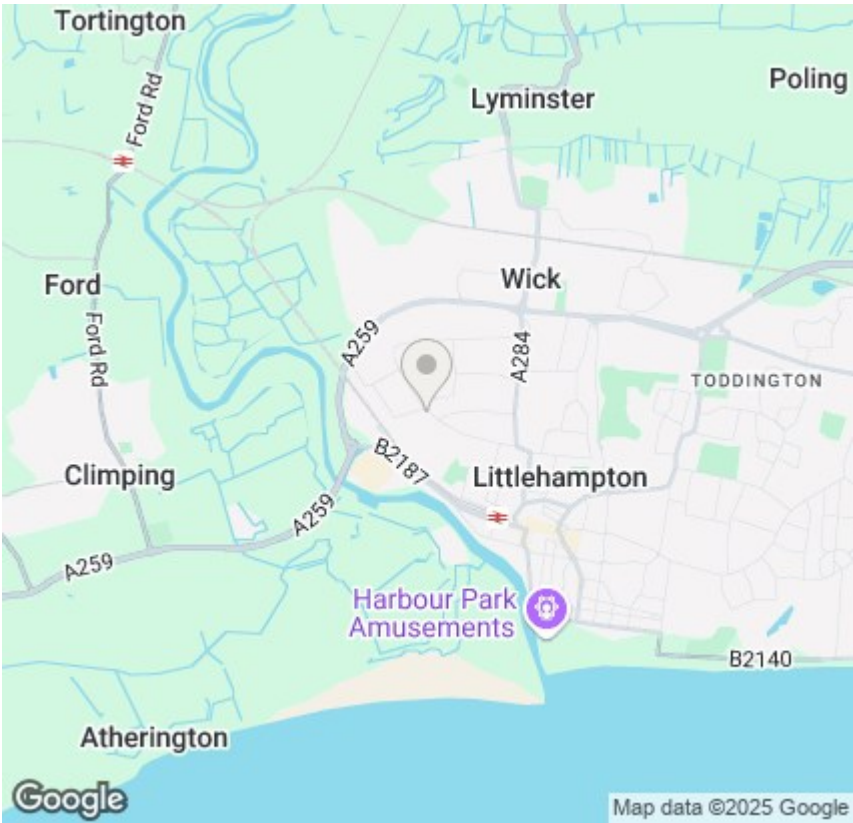 Tortington
Ford Rd
Poling
Lyminster
Ford
Wick
A259
Ford Rd
A284
TODDINGTON
Climping
B2187
Littlehampton
A259
A259
Harbour Park
Amusements
B2140
Atherington
Google
Map data ©2025 Google